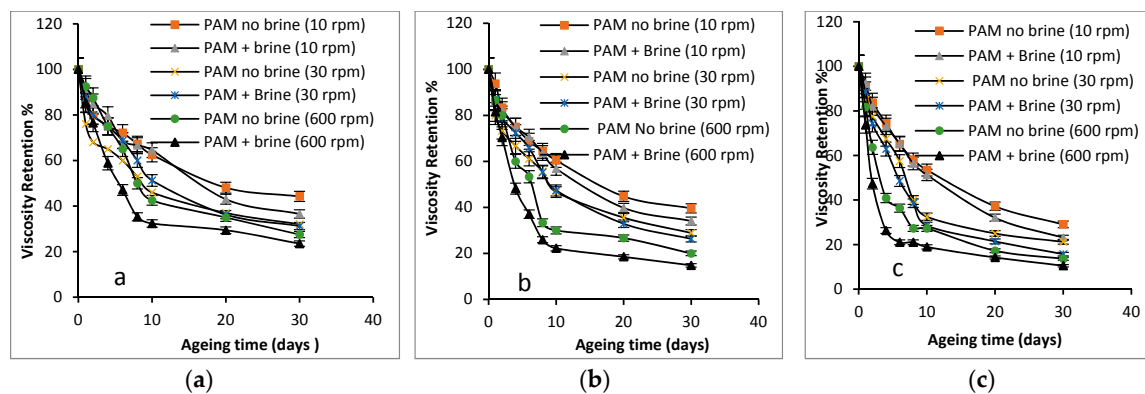 PAM no brine (10 rpm)
PAM + brine (10 rpm)
PAM no brine (30 rpm)
PAM + brine (30 rpm)
PAM no brine (600 rpm)
PAM + brine (600 rpm)
Viscosity Retention %
120
100
80
60
40
20
0
a
0 10 20 30 40
Ageing time (days )
(a)
PAM no brine (10 rpm)
PAM + Brine (10 rpm)
PAM no brine (30 rpm)
PAM + Brine (30 rpm)
PAM No brine (600 rpm)
PAM + Brine (600 rpm)
Viscosity Retention %
120
100
80
60
40
20
0
b
0 10 20 30 40
Ageing time (days)
(b)
PAM no brine (10 rpm)
PAM + Brine (10 rpm)
PAM no brine (30 rpm)
PAM + Brine (30 rpm)
PAM no brine (600 rpm)
PAM + Brine (600 rpm)
Viscosity Retention %
120
100
80
60
40
20
0
c
0 10 20 30 40
Ageing time (days)
(c)